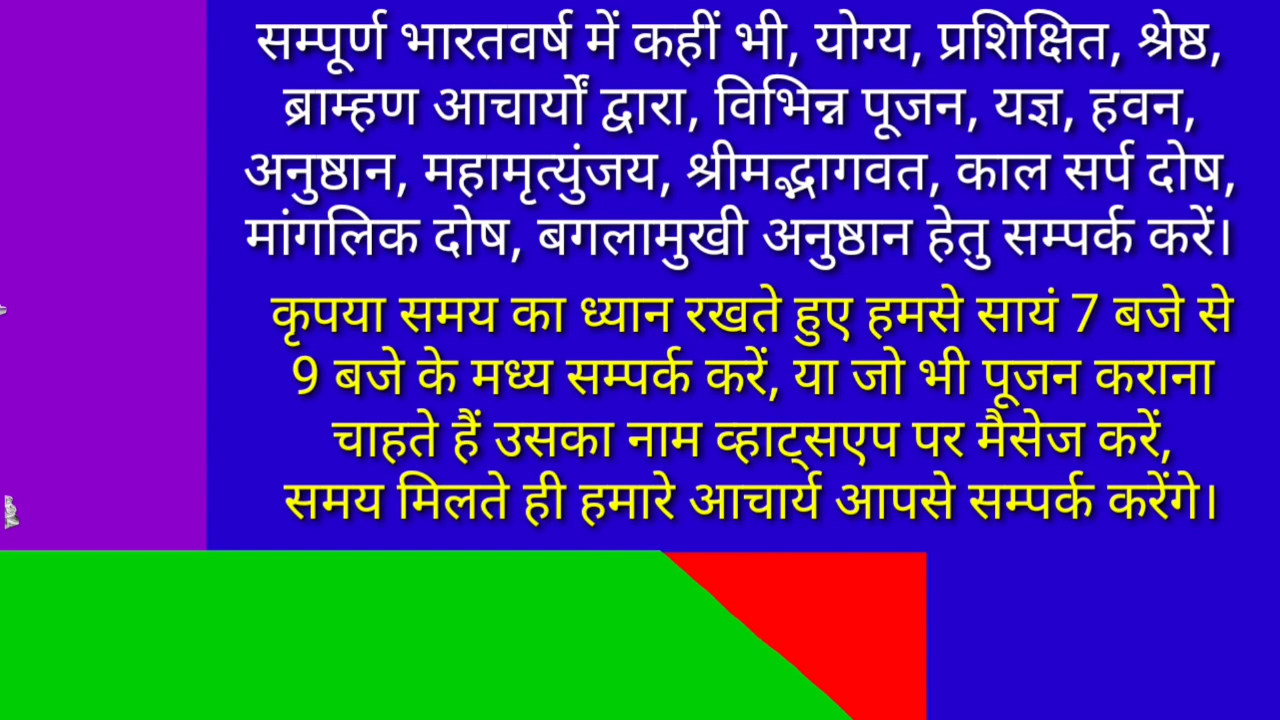 सम्पूर्ण भारतवर्ष में कहीं भी, योग्य, प्रशिक्षित, श्रेष्ठ,
ब्राम्हण आचार्यों द्वारा, विभिन्न पूजन, यज्ञ, हवन,
अनुष्ठान, महामृत्युंजय, श्रीमद्भागवत, काल सर्प दोष,
मांगलिक दोष, बगलामुखी अनुष्ठान हेतु सम्पर्क करें।
कृपया समय का ध्यान रखते हुए हमसे सायं 7 बजे से
9 बजे के मध्य सम्पर्क करें, या जो भी पूजन कराना
चाहते हैं उसका नाम व्हाट्सएप पर मैसेज करें,
समय मिलते ही हमारे आचार्य आपसे सम्पर्क करेंगे।